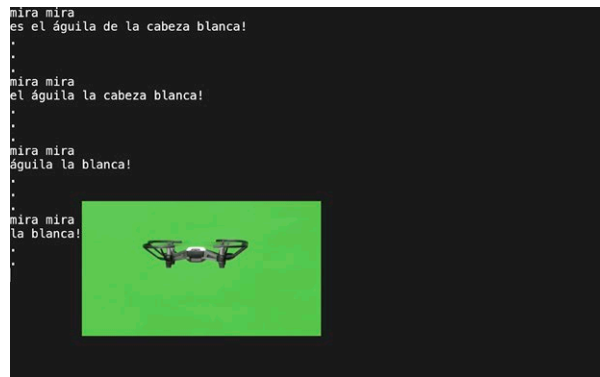 mira mira
es el águila de la cabeza blanca!
.
.
.
mira mira
el águila la cabeza blanca!
.
.
.
mira mira
águila la blanca!
.
.
.
mira mira
la blanca!
.
.